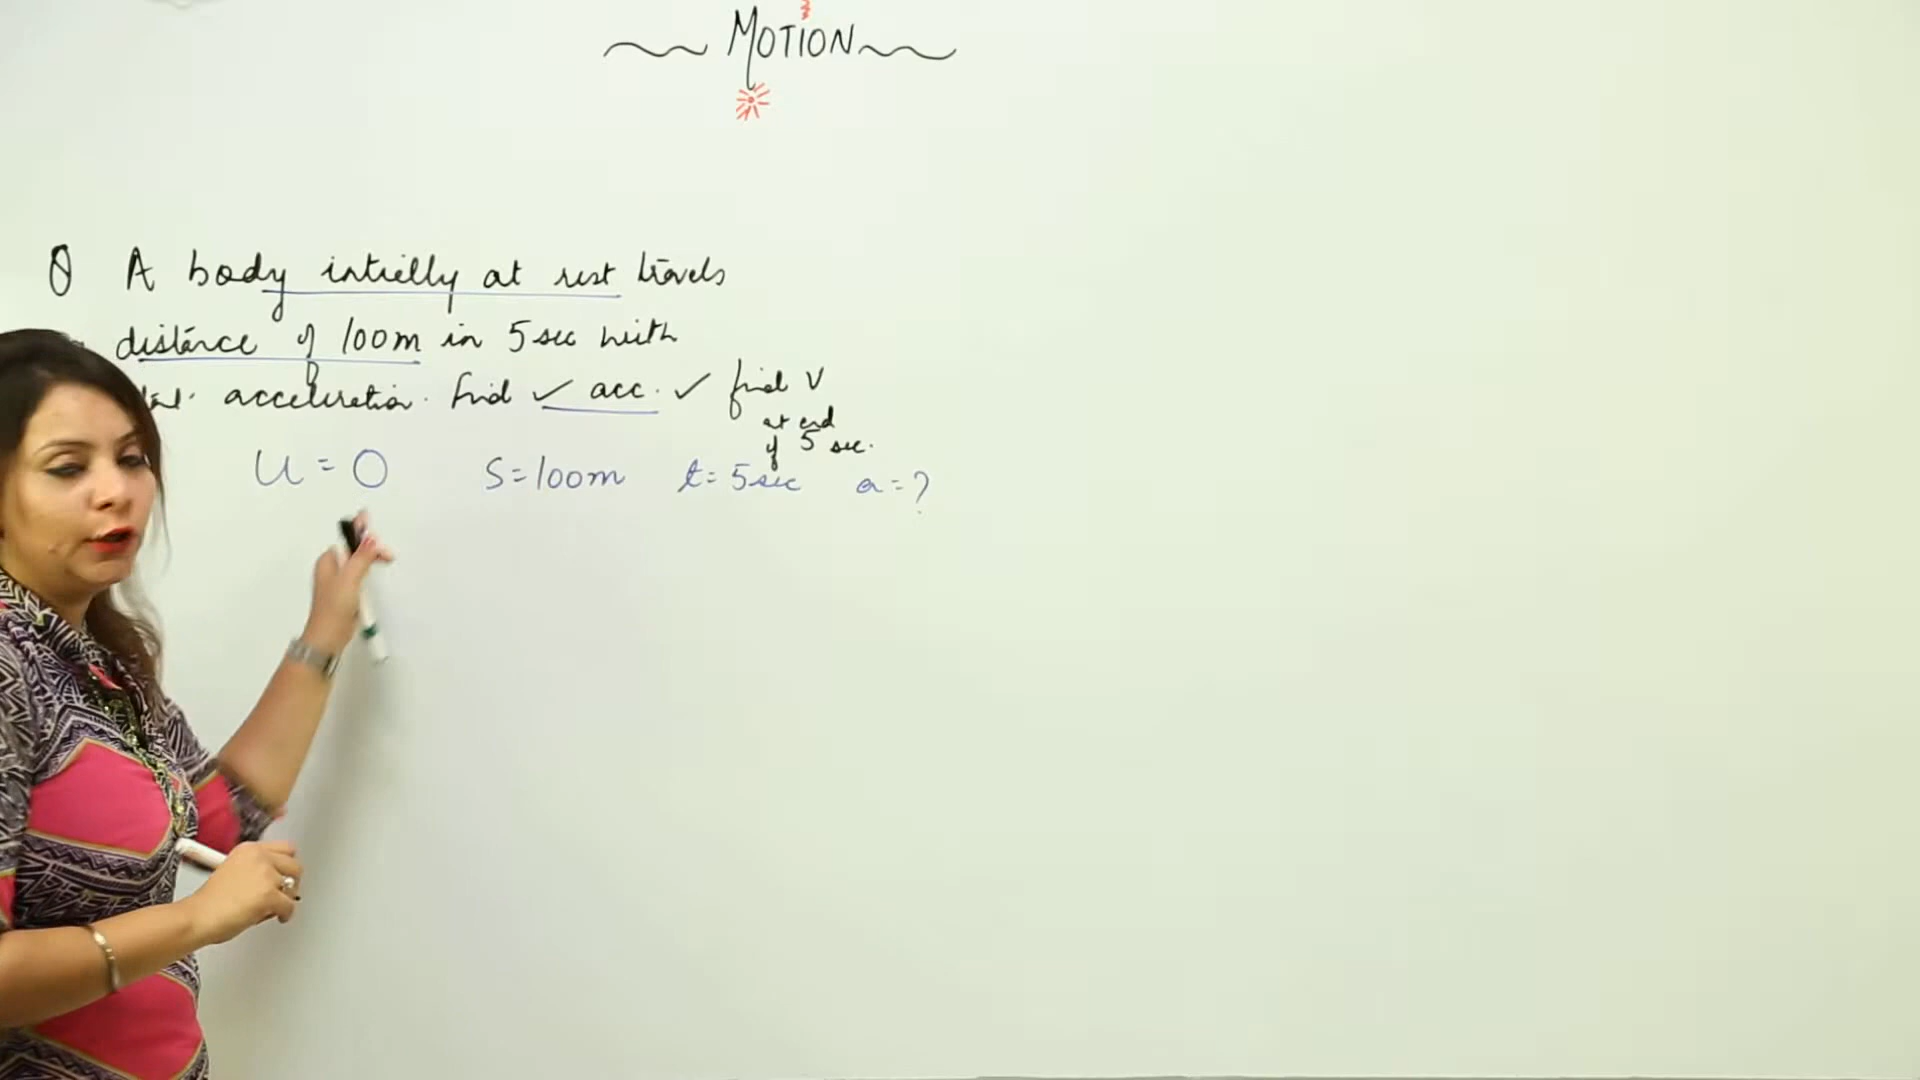 MOTION
Q A body intielly at rest travels
distance of 100m in 5 sec with
acceleration. find ✓ acc. ✓ find V
at end
of 5 sec.
U = 0 S=100m t= 5sec a=?